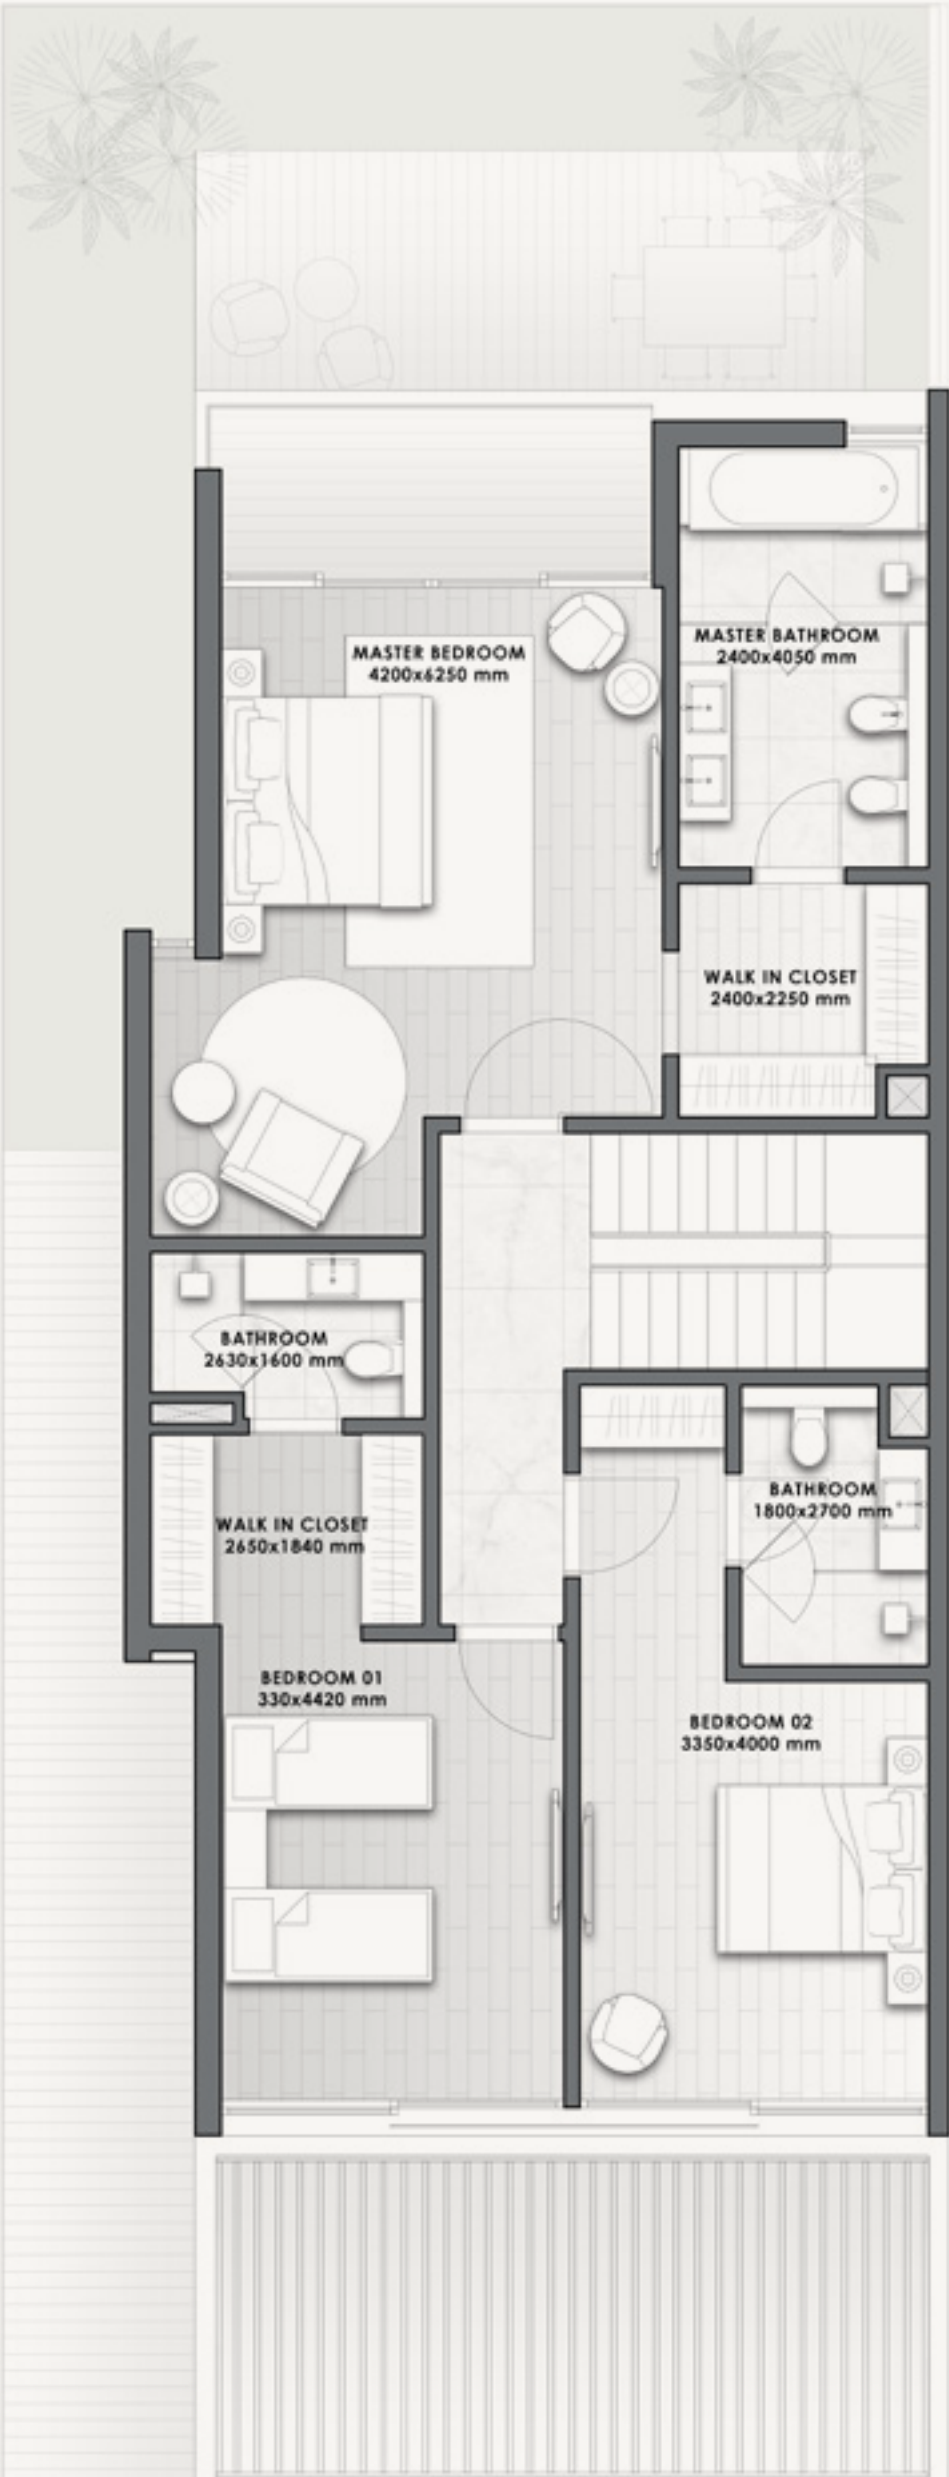 MASTER BEDROOM
4200x6250 mm
MASTER BATHROOM
2400x4050 mm
WALK IN CLOSET
2400x2250 mm
BATHROOM
2630x1600 mm
WALK IN CLOSET
2650x1840 mm
BATHROOM
1800x2700 mm
BEDROOM 01
330x4420 mm
BEDROOM 02
3350x4000 mm